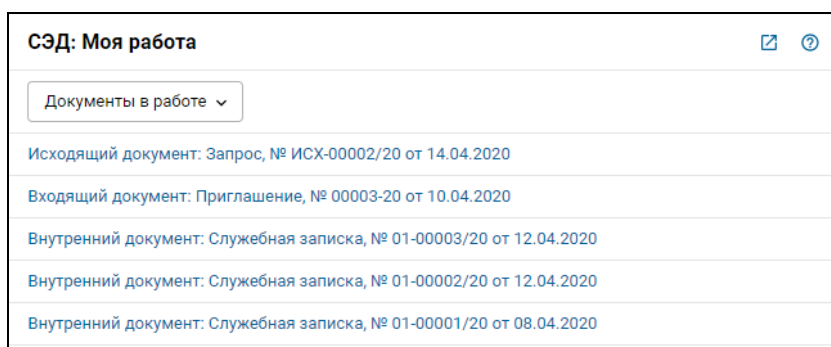 СЭД: Моя работа
Документы в работе
Исходящий документ: Запрос, № ИСХ-00002/20 от 14.04.2020
Входящий документ: Приглашение, № 00003-20 от 10.04.2020
Внутренний документ: Служебная записка, № 01-00003/20 от 12.04.2020
Внутренний документ: Служебная записка, № 01-00002/20 от 12.04.2020
Внутренний документ: Служебная записка, № 01-00001/20 от 08.04.2020